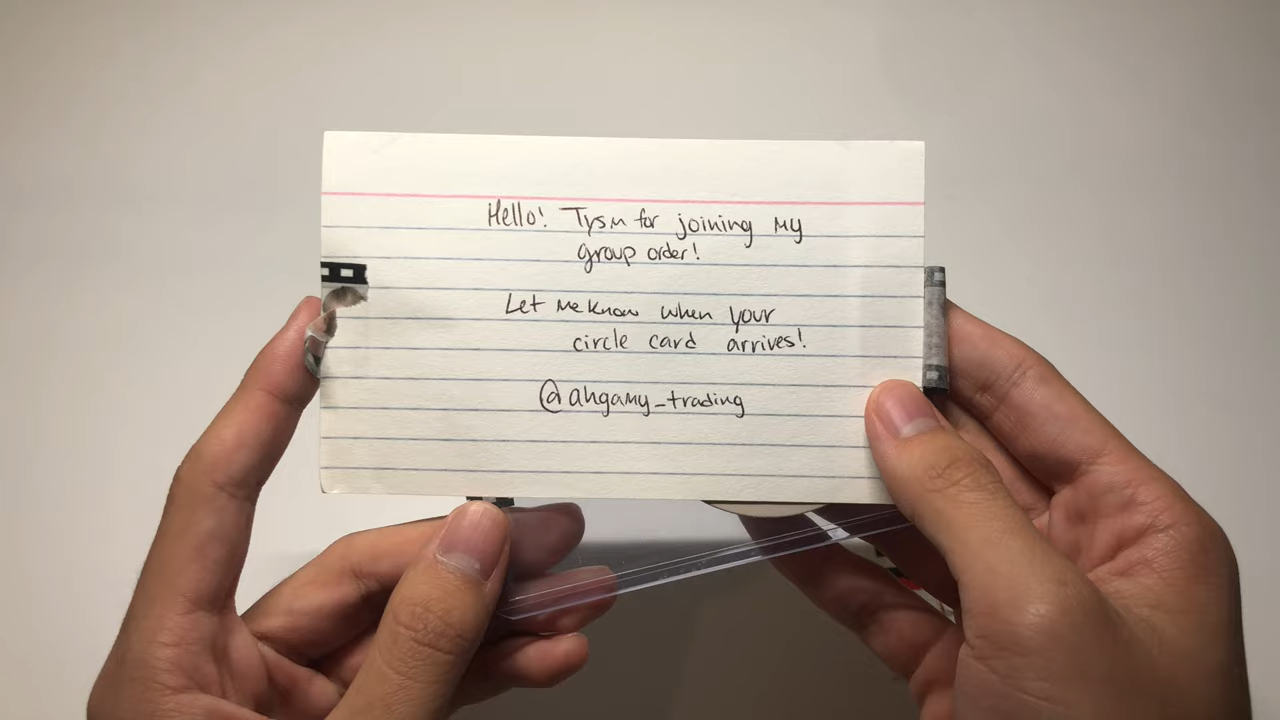 Hello! Tysm for joining my
group order!
Let me know when your
circle card arrives!
@ahgamy_trading